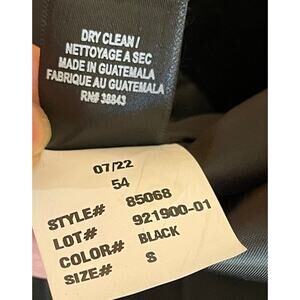 DRY CLEAN/
NETTOYAGE A SEC
MADE IN GUATEMALA
FABRIQUE AU GUATEMALA
RN# 38843
07/22
54
STYLE# 85068
LOT# 921900-01
COLOR# BLACK
SIZE# S